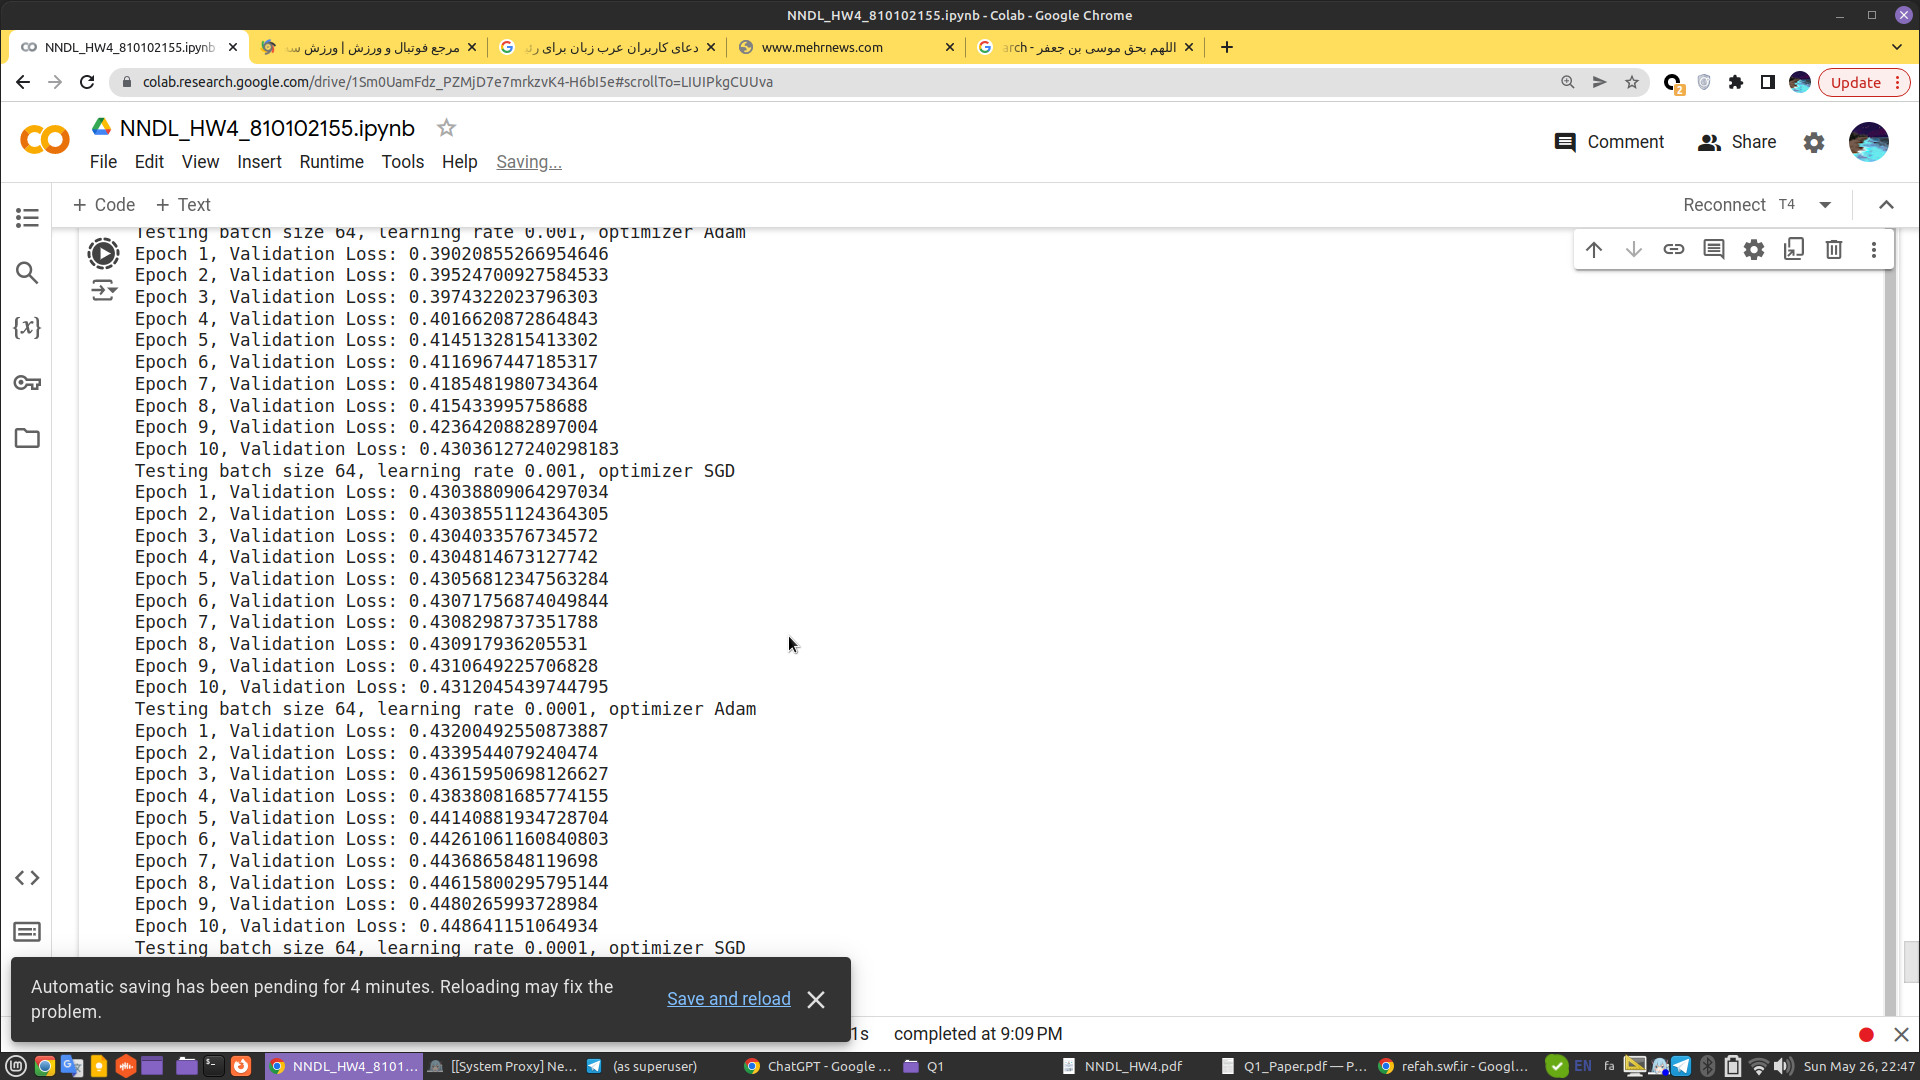 NNDL_HW4_810102155.ipynb - Colab - Google Chrome
NNDL_HW4_810102155.ipynb
مرجع فوتبال و ورزش | ورزش سه
دعای کاربران عرب زبان برای
www.mehrnews.com
اللهم بحق موسی بن جعفر - arch
colab.research.google.com/drive/1Sm0UamFdz_PZMjD7e7mrkzvK4-H6bI5e#scrollTo=LIUIPkgCUUva
2
Update
NNDL_HW4_810102155.ipynb
Comment
Share
File Edit View Insert Runtime Tools Help Saving...
+ Code + Text
Reconnect T4
Testing batch size 64, learning rate 0.001, optimizer Adam
Epoch 1, Validation Loss: 0.39020855266954646
Epoch 2, Validation Loss: 0.39524700927584533
Epoch 3, Validation Loss: 0.3974322023796303
Epoch 4, Validation Loss: 0.4016620872864843
Epoch 5, Validation Loss: 0.4145132815413302
Epoch 6, Validation Loss: 0.4116967447185317
Epoch 7, Validation Loss: 0.4185481980734364
Epoch 8, Validation Loss: 0.415433995758688
Epoch 9, Validation Loss: 0.4236420882897004
Epoch 10, Validation Loss: 0.43036127240298183
Testing batch size 64, learning rate 0.001, optimizer SGD
Epoch 1, Validation Loss: 0.43038809064297034
Epoch 2, Validation Loss: 0.43038551124364305
Epoch 3, Validation Loss: 0.4304033576734572
Epoch 4, Validation Loss: 0.4304814673127742
Epoch 5, Validation Loss: 0.43056812347563284
Epoch 6, Validation Loss: 0.43071756874049844
Epoch 7, Validation Loss: 0.4308298737351788
Epoch 8, Validation Loss: 0.430917936205531
Epoch 9, Validation Loss: 0.4310649225706828
Epoch 10, Validation Loss: 0.4312045439744795
Testing batch size 64, learning rate 0.0001, optimizer Adam
Epoch 1, Validation Loss: 0.43200492550873887
Epoch 2, Validation Loss: 0.4339544079240474
Epoch 3, Validation Loss: 0.43615950698126627
Epoch 4, Validation Loss: 0.43838081685774155
Epoch 5, Validation Loss: 0.44140881934728704
Epoch 6, Validation Loss: 0.44261061160840803
Epoch 7, Validation Loss: 0.4436865848119698
Epoch 8, Validation Loss: 0.44615800295795144
Epoch 9, Validation Loss: 0.4480265993728984
Epoch 10, Validation Loss: 0.448641151064934
Testing batch size 64, learning rate 0.0001, optimizer SGD
Automatic saving has been pending for 4 minutes. Reloading may fix the
problem.
Save and reload
1s completed at 9:09 PM
NNDL_HW4_8101...
[[System Proxy] Ne...
(as superuser)
ChatGPT - Google ...
Q1
NNDL_HW4.pdf
Q1_Paper.pdf — P...
refah.swf.ir - Googl...
EN
fa
Sun May 26, 22:47